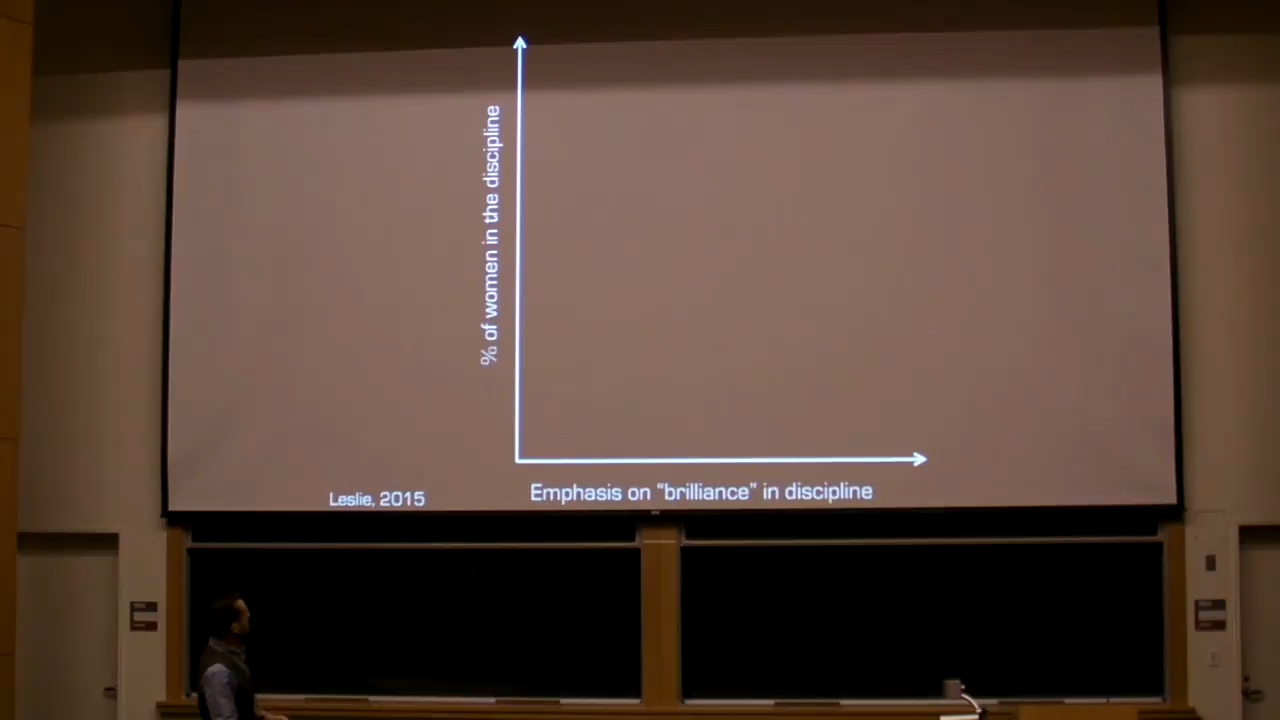 % of women in the discipline
Emphasis on “brilliance” in discipline
Leslie, 2015